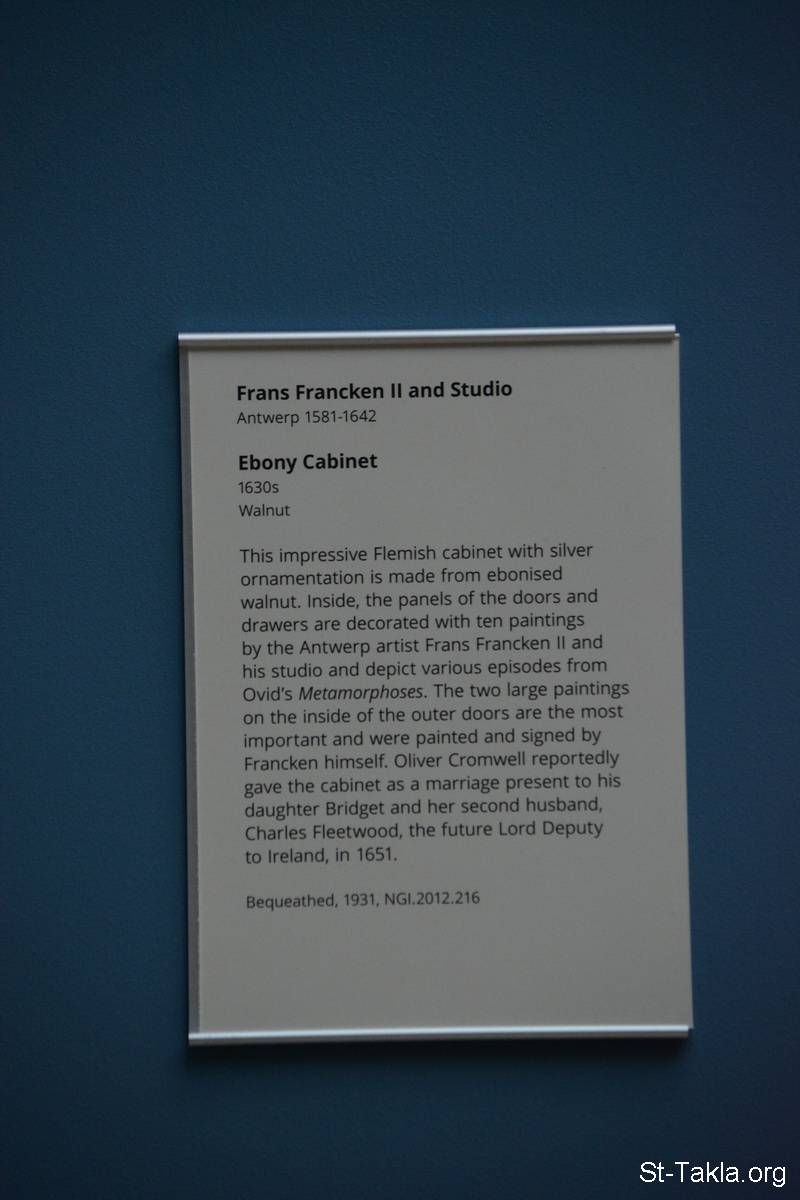 Frans Francken II and Studio
Antwerp 1581-1642
Ebony Cabinet
1630s
Walnut
This impressive Flemish cabinet with silver
ornamentation is made from ebonised
walnut. Inside, the panels of the doors and
drawers are decorated with ten paintings
by the Antwerp artist Frans Francken II and
his studio and depict various episodes from
Ovid's Metamorphoses. The two large paintings
on the inside of the outer doors are the most
important and were painted and signed by
Francken himself. Oliver Cromwell reportedly
gave the cabinet as a marriage present to his
daughter Bridget and her second husband,
Charles Fleetwood, the future Lord Deputy
to Ireland, in 1651.
Bequeathed, 1931, NGI.2012.216
St-Takla.org